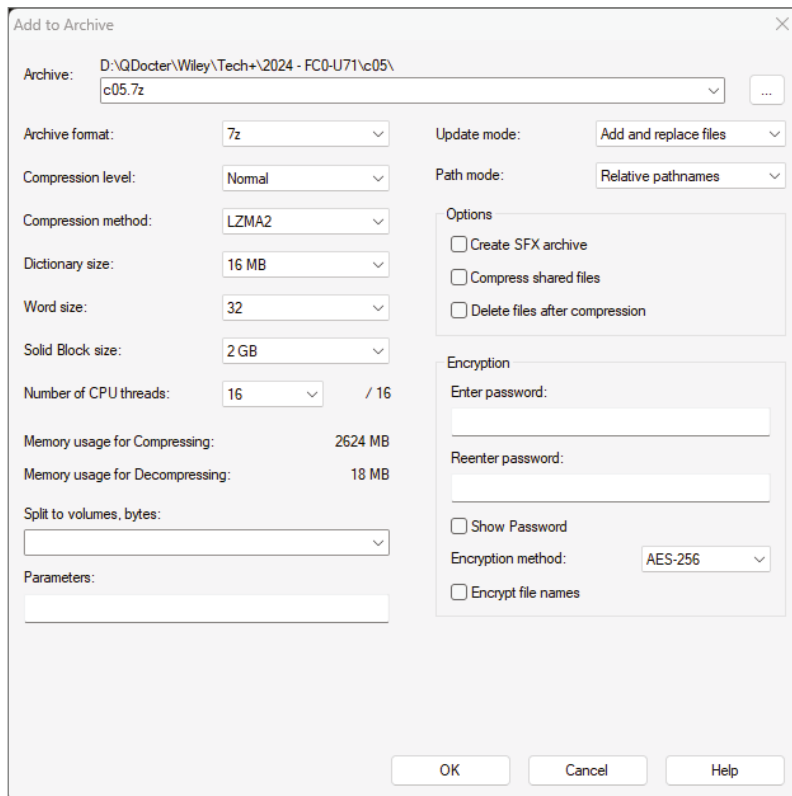 Add to Archive
Archive:
D:\QDocter\Wiley\Tech+\2024 - FC0-U71\c05\
c05.7z
...
Archive format: 7z
Compression level: Normal
Compression method: LZMA2
Dictionary size: 16 MB
Word size: 32
Solid Block size: 2 GB
Number of CPU threads: 16 / 16
Memory usage for Compressing: 2624 MB
Memory usage for Decompressing: 18 MB
Split to volumes, bytes:
Parameters:
Update mode: Add and replace files
Path mode: Relative pathnames
Options
Create SFX archive
Compress shared files
Delete files after compression
Encryption
Enter password:
Reenter password:
Show Password
Encryption method: AES-256
Encrypt file names
OK Cancel Help